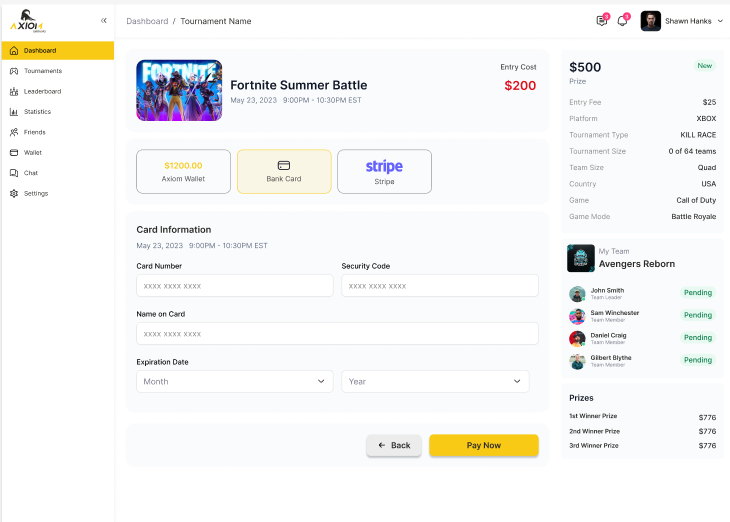 AXIOM
Dashboard / Tournament Name
Shawn Hanks
Dashboard
Tournaments
Leaderboard
Statistics
Friends
Wallet
Chat
Settings
FORTNITE
Fortnite Summer Battle
May 23, 2023 9:00PM - 10:30PM EST
Entry Cost
$200
$1200.00
Axiom Wallet
Bank Card
stripe
Stripe
Card Information
May 23, 2023 9:00PM - 10:30PM EST
Card Number
Security Code
xxxx xxxx xxxx
xxxx xxxx xxxx
Name on Card
xxxx xxxx xxxx
Expiration Date
Month
Year
Back
Pay Now
$500
New
Prize
Entry Fee $25
Platform XBOX
Tournament Type KILL RACE
Tournament Size 0 of 64 teams
Team Size Quad
Country USA
Game Call of Duty
Game Mode Battle Royale
My Team
Avengers Reborn
John Smith
Team Leader
Pending
Sam Winchester
Team Member
Pending
Daniel Craig
Team Member
Pending
Gilbert Blythe
Team Member
Pending
Prizes
1st Winner Prize $776
2nd Winner Prize $776
3rd Winner Prize $776